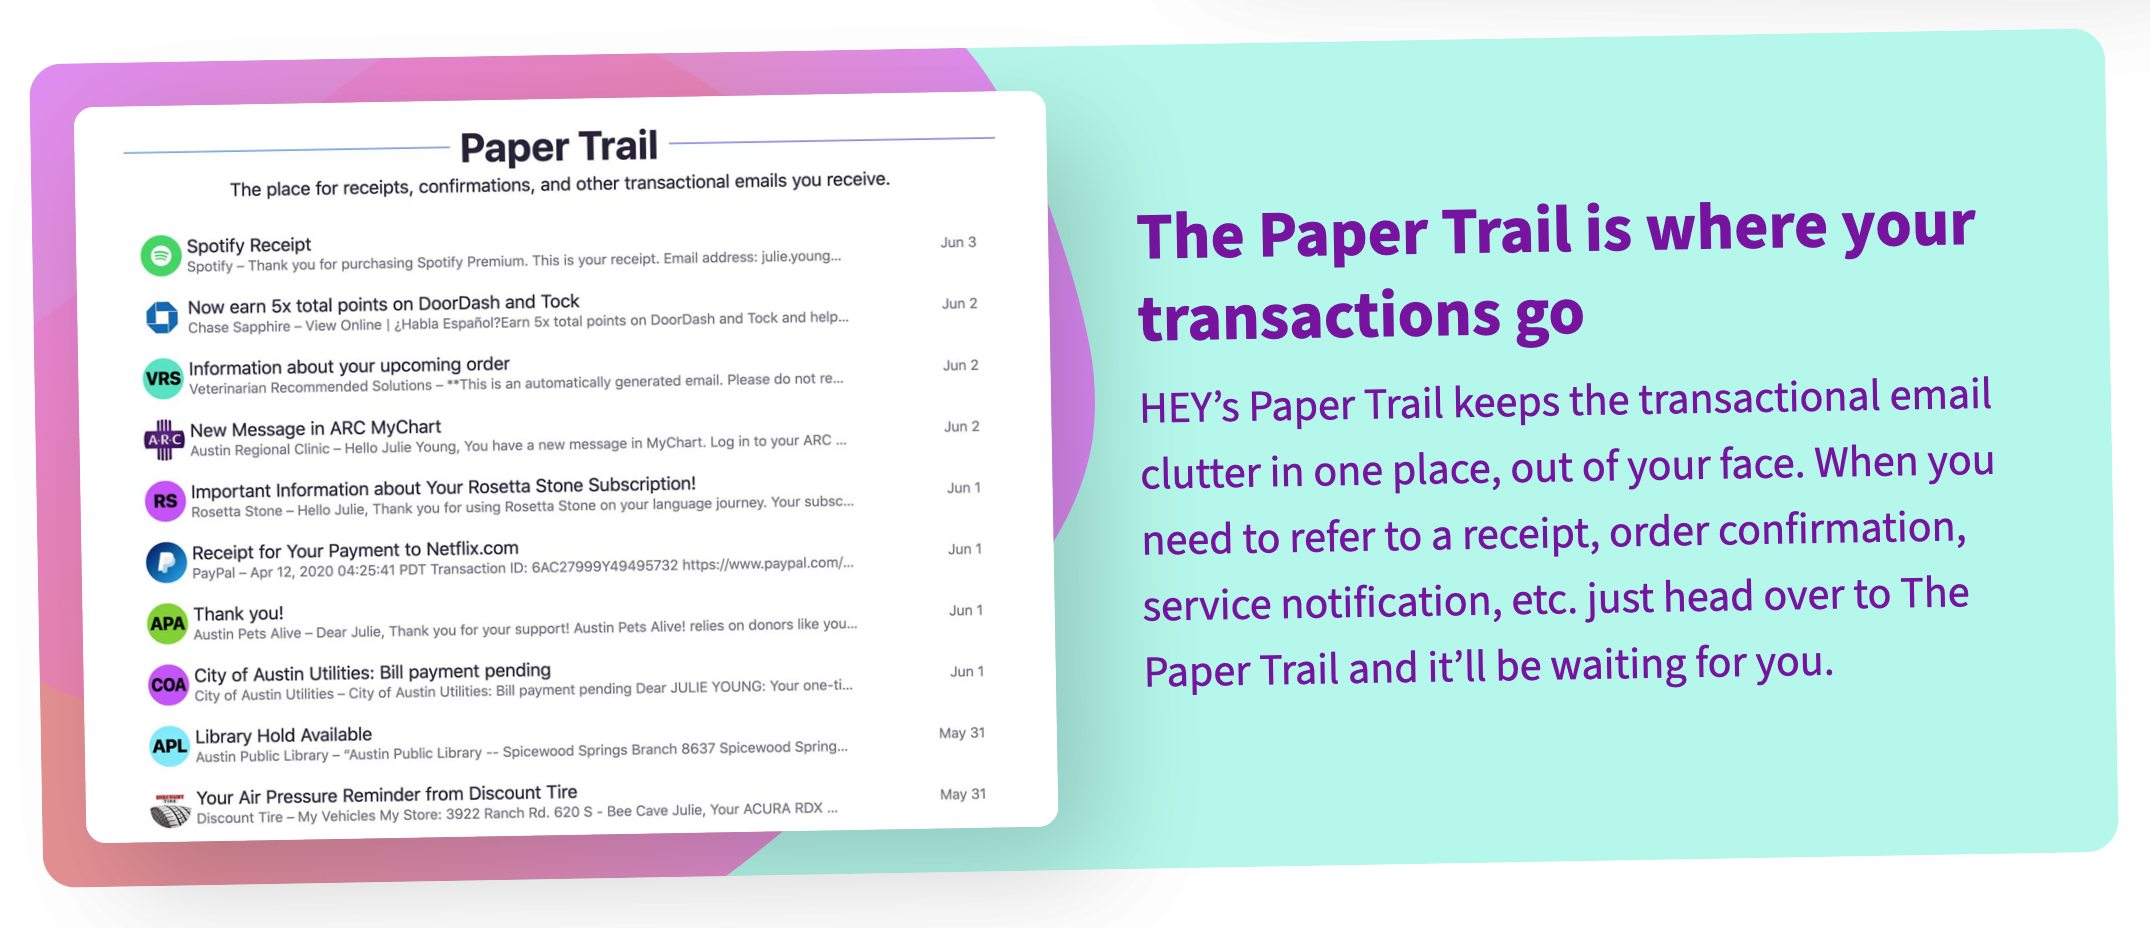 Paper Trail
The place for receipts, confirmations, and other transactional emails you receive.
Spotify Receipt
Jun 3
Spotify – Thank you for purchasing Spotify Premium. This is your receipt. Email address: julie.young...
Now earn 5x total points on DoorDash and Tock
Jun 2
Chase Sapphire – View Online | ¿Habla Español?Earn 5x total points on DoorDash and Tock and help...
VRS
Information about your upcoming order
Jun 2
Veterinarian Recommended Solutions – **This is an automatically generated email. Please do not re...
A·R·C
New Message in ARC MyChart
Jun 2
Austin Regional Clinic – Hello Julie Young, You have a new message in MyChart. Log in to your ARC ...
RS
Important Information about Your Rosetta Stone Subscription!
Jun 1
Rosetta Stone – Hello Julie, Thank you for using Rosetta Stone on your language journey. Your subsc...
Receipt for Your Payment to Netflix.com
Jun 1
PayPal – Apr 12, 2020 04:25:41 PDT Transaction ID: 6AC27999Y49495732 https://www.paypal.com/...
APA
Thank you!
Jun 1
Austin Pets Alive – Dear Julie, Thank you for your support! Austin Pets Alive! relies on donors like you...
COA
City of Austin Utilities: Bill payment pending
Jun 1
City of Austin Utilities – City of Austin Utilities: Bill payment pending Dear JULIE YOUNG: Your one-ti...
APL
Library Hold Available
May 31
Austin Public Library – “Austin Public Library -- Spicewood Springs Branch 8637 Spicewood Spring...
DISCOUNT
TIRE
Your Air Pressure Reminder from Discount Tire
May 31
Discount Tire – My Vehicles My Store: 3922 Ranch Rd. 620 S - Bee Cave Julie, Your ACURA RDX ...
The Paper Trail is where your
transactions go
HEY’s Paper Trail keeps the transactional email
clutter in one place, out of your face. When you
need to refer to a receipt, order confirmation,
service notification, etc. just head over to The
Paper Trail and it’ll be waiting for you.